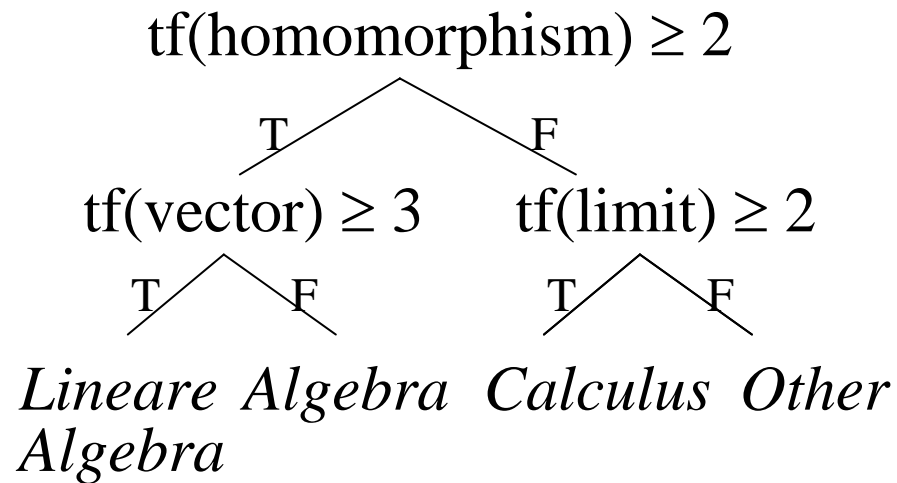 tf(homomorphism) ≥ 2
T F
tf(vector) ≥ 3 tf(limit) ≥ 2
T F T F
Lineare Algebra Calculus Other
Algebra